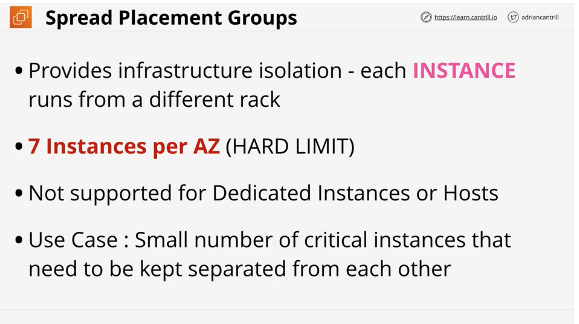 Spread Placement Groups
https://learn.cantrill.io
adriancantrill
• Provides infrastructure isolation - each INSTANCE
runs from a different rack
• 7 Instances per AZ (HARD LIMIT)
• Not supported for Dedicated Instances or Hosts
• Use Case : Small number of critical instances that
need to be kept separated from each other